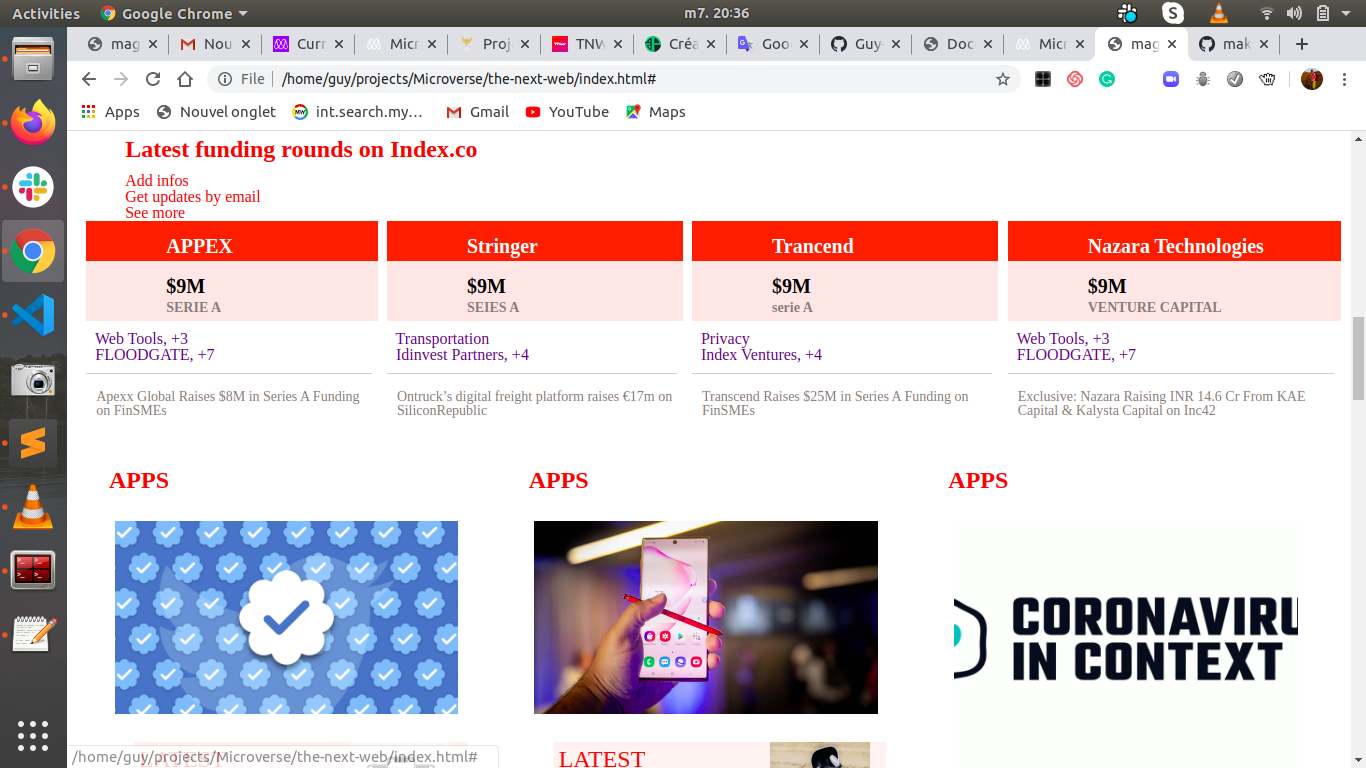 Activities
Google Chrome
m7. 20:36
mag
Nou
Curr
Micr
Proj
TNW
Créa
Goo
Guy-
Doc
Micr
mag
mak
File
/home/guy/projects/Microverse/the-next-web/index.html#
Apps
Nouvel onglet
int.search.my…
Gmail
YouTube
Maps
Latest funding rounds on Index.co
Add infos
Get updates by email
See more
APPEX
Stringer
Trancend
Nazara Technologies
$9M
$9M
$9M
$9M
SERIE A
SEIES A
serie A
VENTURE CAPITAL
Web Tools, +3
Transportation
Privacy
Web Tools, +3
FLOODGATE, +7
Idinvest Partners, +4
Index Ventures, +4
FLOODGATE, +7
Apexx Global Raises $8M in Series A Funding
on FinSMEs
Ontruck's digital freight platform raises €17m on
SiliconRepublic
Transcend Raises $25M in Series A Funding on
FinSMEs
Exclusive: Nazara Raising INR 14.6 Cr From KAE
Capital & Kalysta Capital on Inc42
APPS
APPS
APPS
CORONAVIRU
IN CONTEXT
LATEST
LATEST
/home/guy/projects/Microverse/the-next-web/index.html#